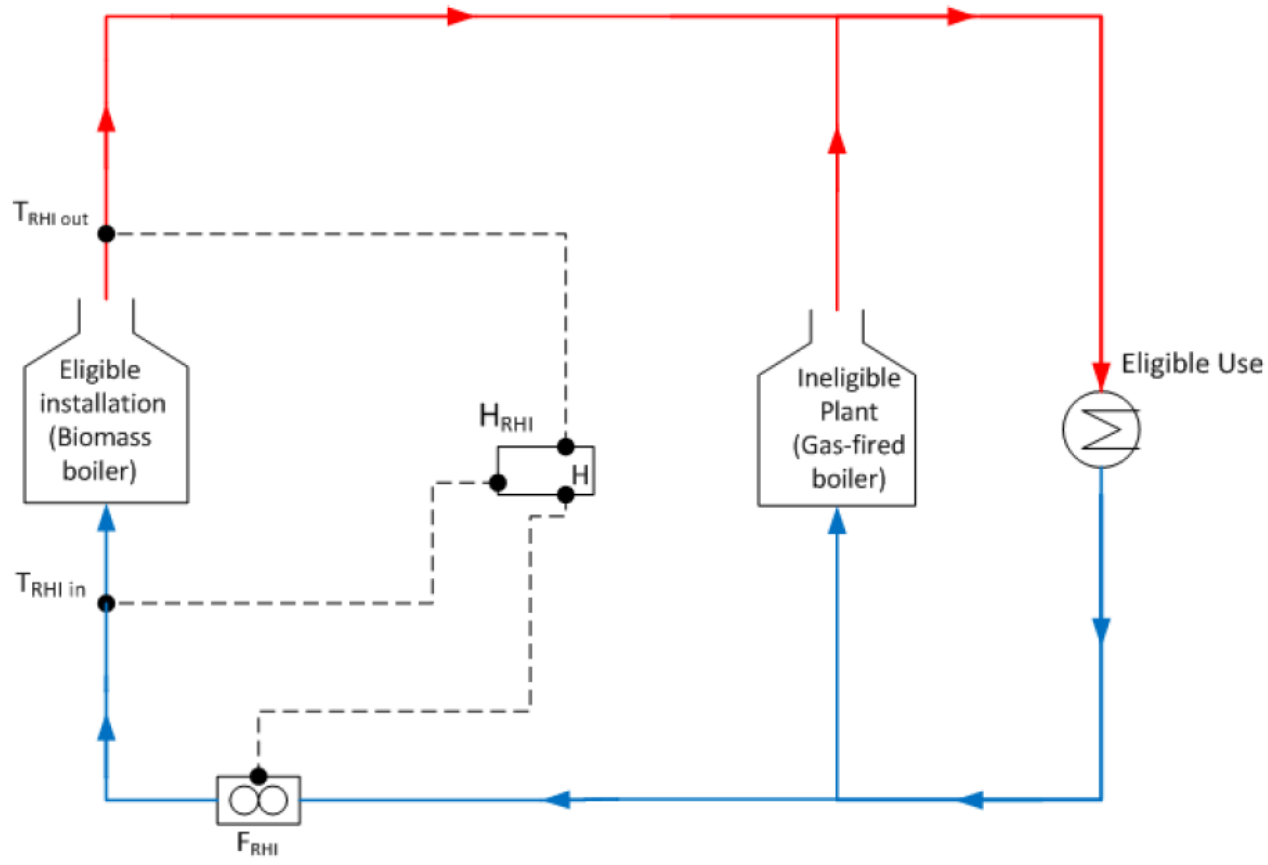 T RHI out
Eligible
installation
(Biomass
boiler)
H RHI
H
Ineligible
Plant
(Gas-fired
boiler)
Eligible Use
T RHI in
F RHI